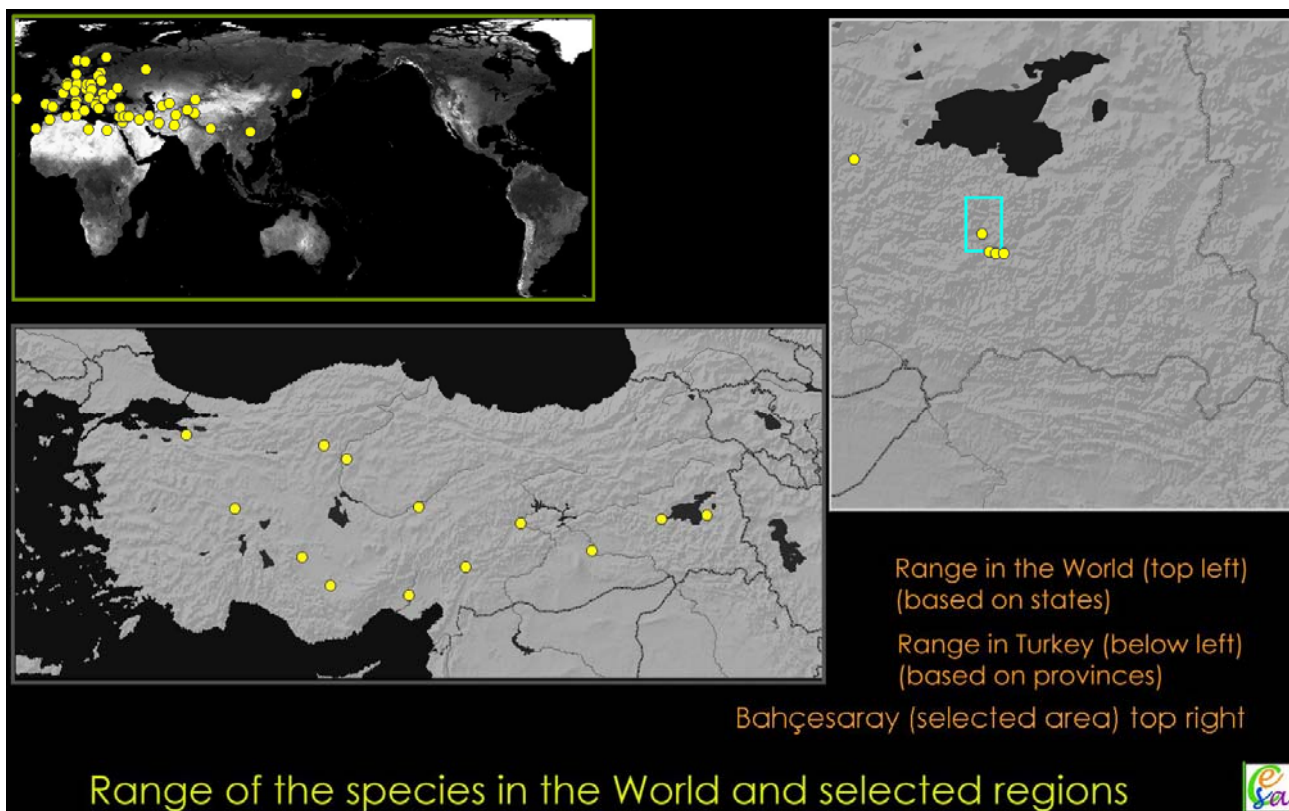 Range in the World (top left)
(based on states)
Range in Turkey (below left)
(based on provinces)
Bahçesaray (selected area) top right
Range of the species in the World and selected regions
esa